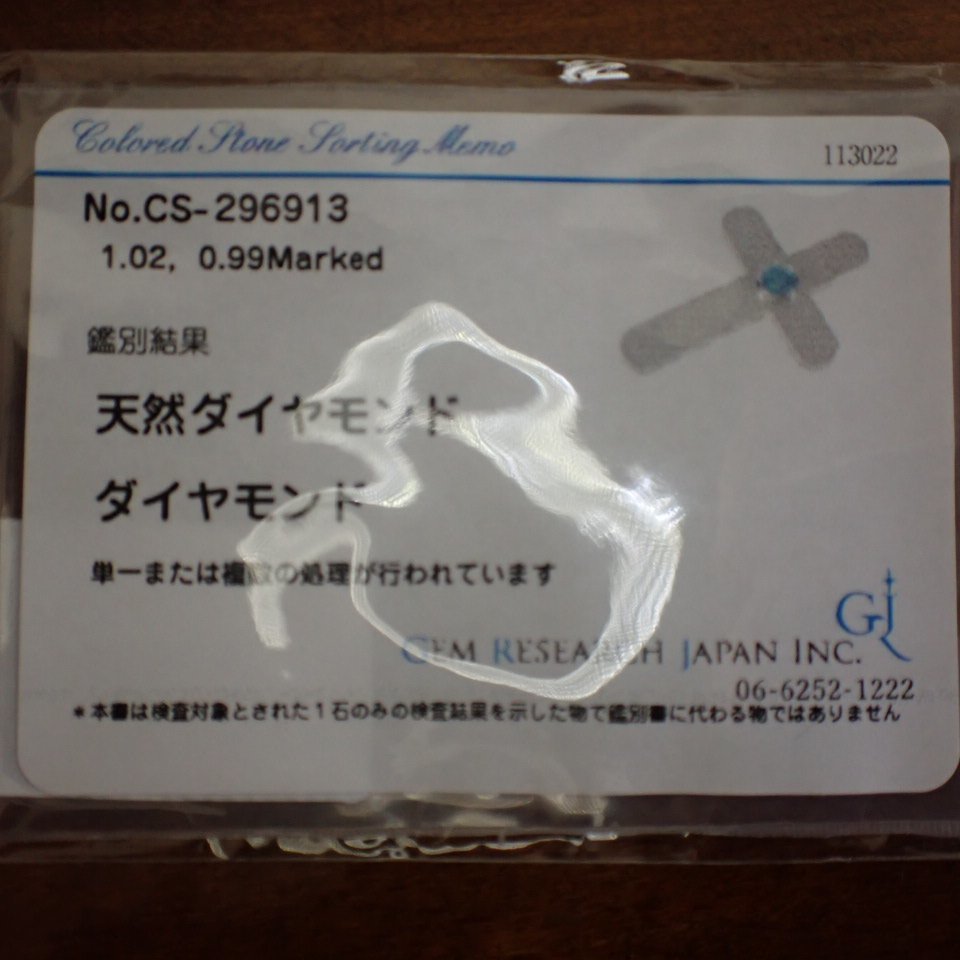 Colored Stone Sorting Memo
113022
No.CS-296913
1.02, 0.99Marked
鑑別結果
天然ダイヤモンド
ダイヤモンド
単一または複数の処理が行われています
GJ
GEM RESEARCH JAPAN INC.
06-6252-1222
*本書は検査対象とされた1石のみの検査結果を示した物で鑑別書に代わる物ではありません